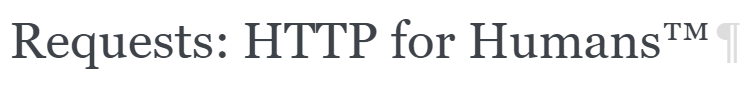 Requests: HTTP for Humans™ ¶